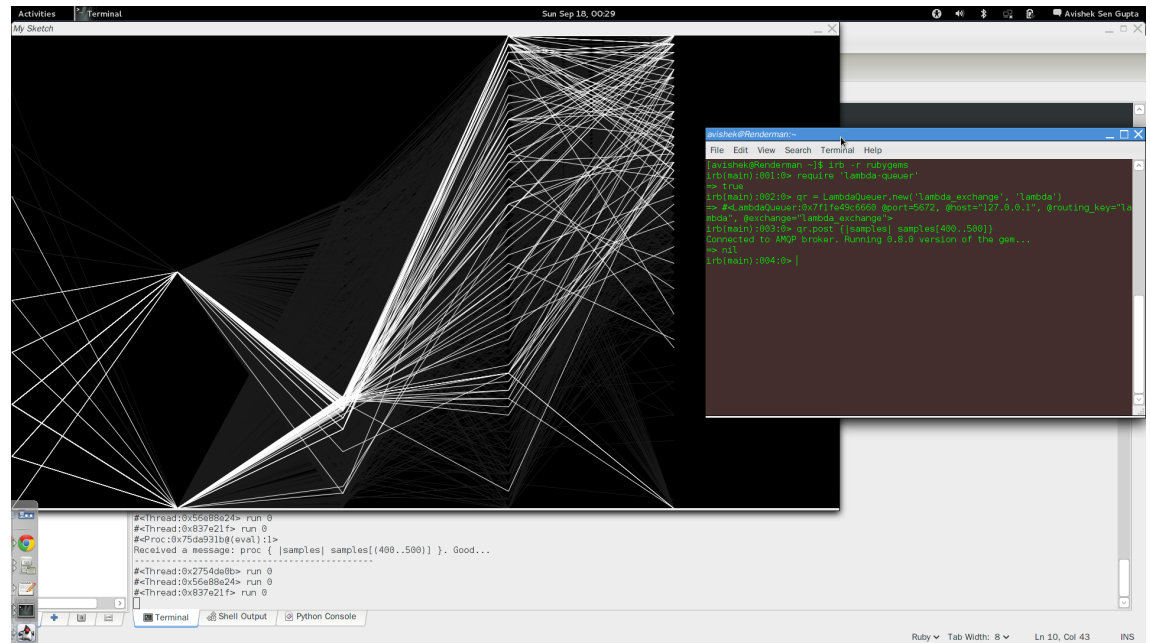 Activities Terminal Sun Sep 18, 00:29 Avishek Sen Gupta
My Sketch
avishek@Renderman:~
File Edit View Search Terminal Help
[avishek@Renderman ~]$ irb -r rubygems
irb(main):001:0> require 'lambda-queuer'
=> true
irb(main):002:0> qr = LambdaQueuer.new('lambda_exchange', 'lambda')
=> #<LambdaQueuer:0x7f1fe49c6660 @port=5672, @host="127.0.0.1", @routing_key="la
mbda", @exchange="lambda_exchange">
irb(main):003:0> qr.post {|samples| samples[400..500]}
Connected to AMQP broker. Running 0.8.0 version of the gem...
=> nil
irb(main):004:0>
#<Thread:0x56e88e24> run 0
#<Thread:0x837e21f> run 0
#<Proc:0x75da931b@(eval):1>
Received a message: proc { |samples| samples[(400..500)] }. Good...
-------------------------------------------
#<Thread:0x2754de0b> run 0
#<Thread:0x56e88e24> run 0
#<Thread:0x837e21f> run 0
Terminal Shell Output Python Console
Ruby Tab Width: 8 Ln 10, Col 43 INS